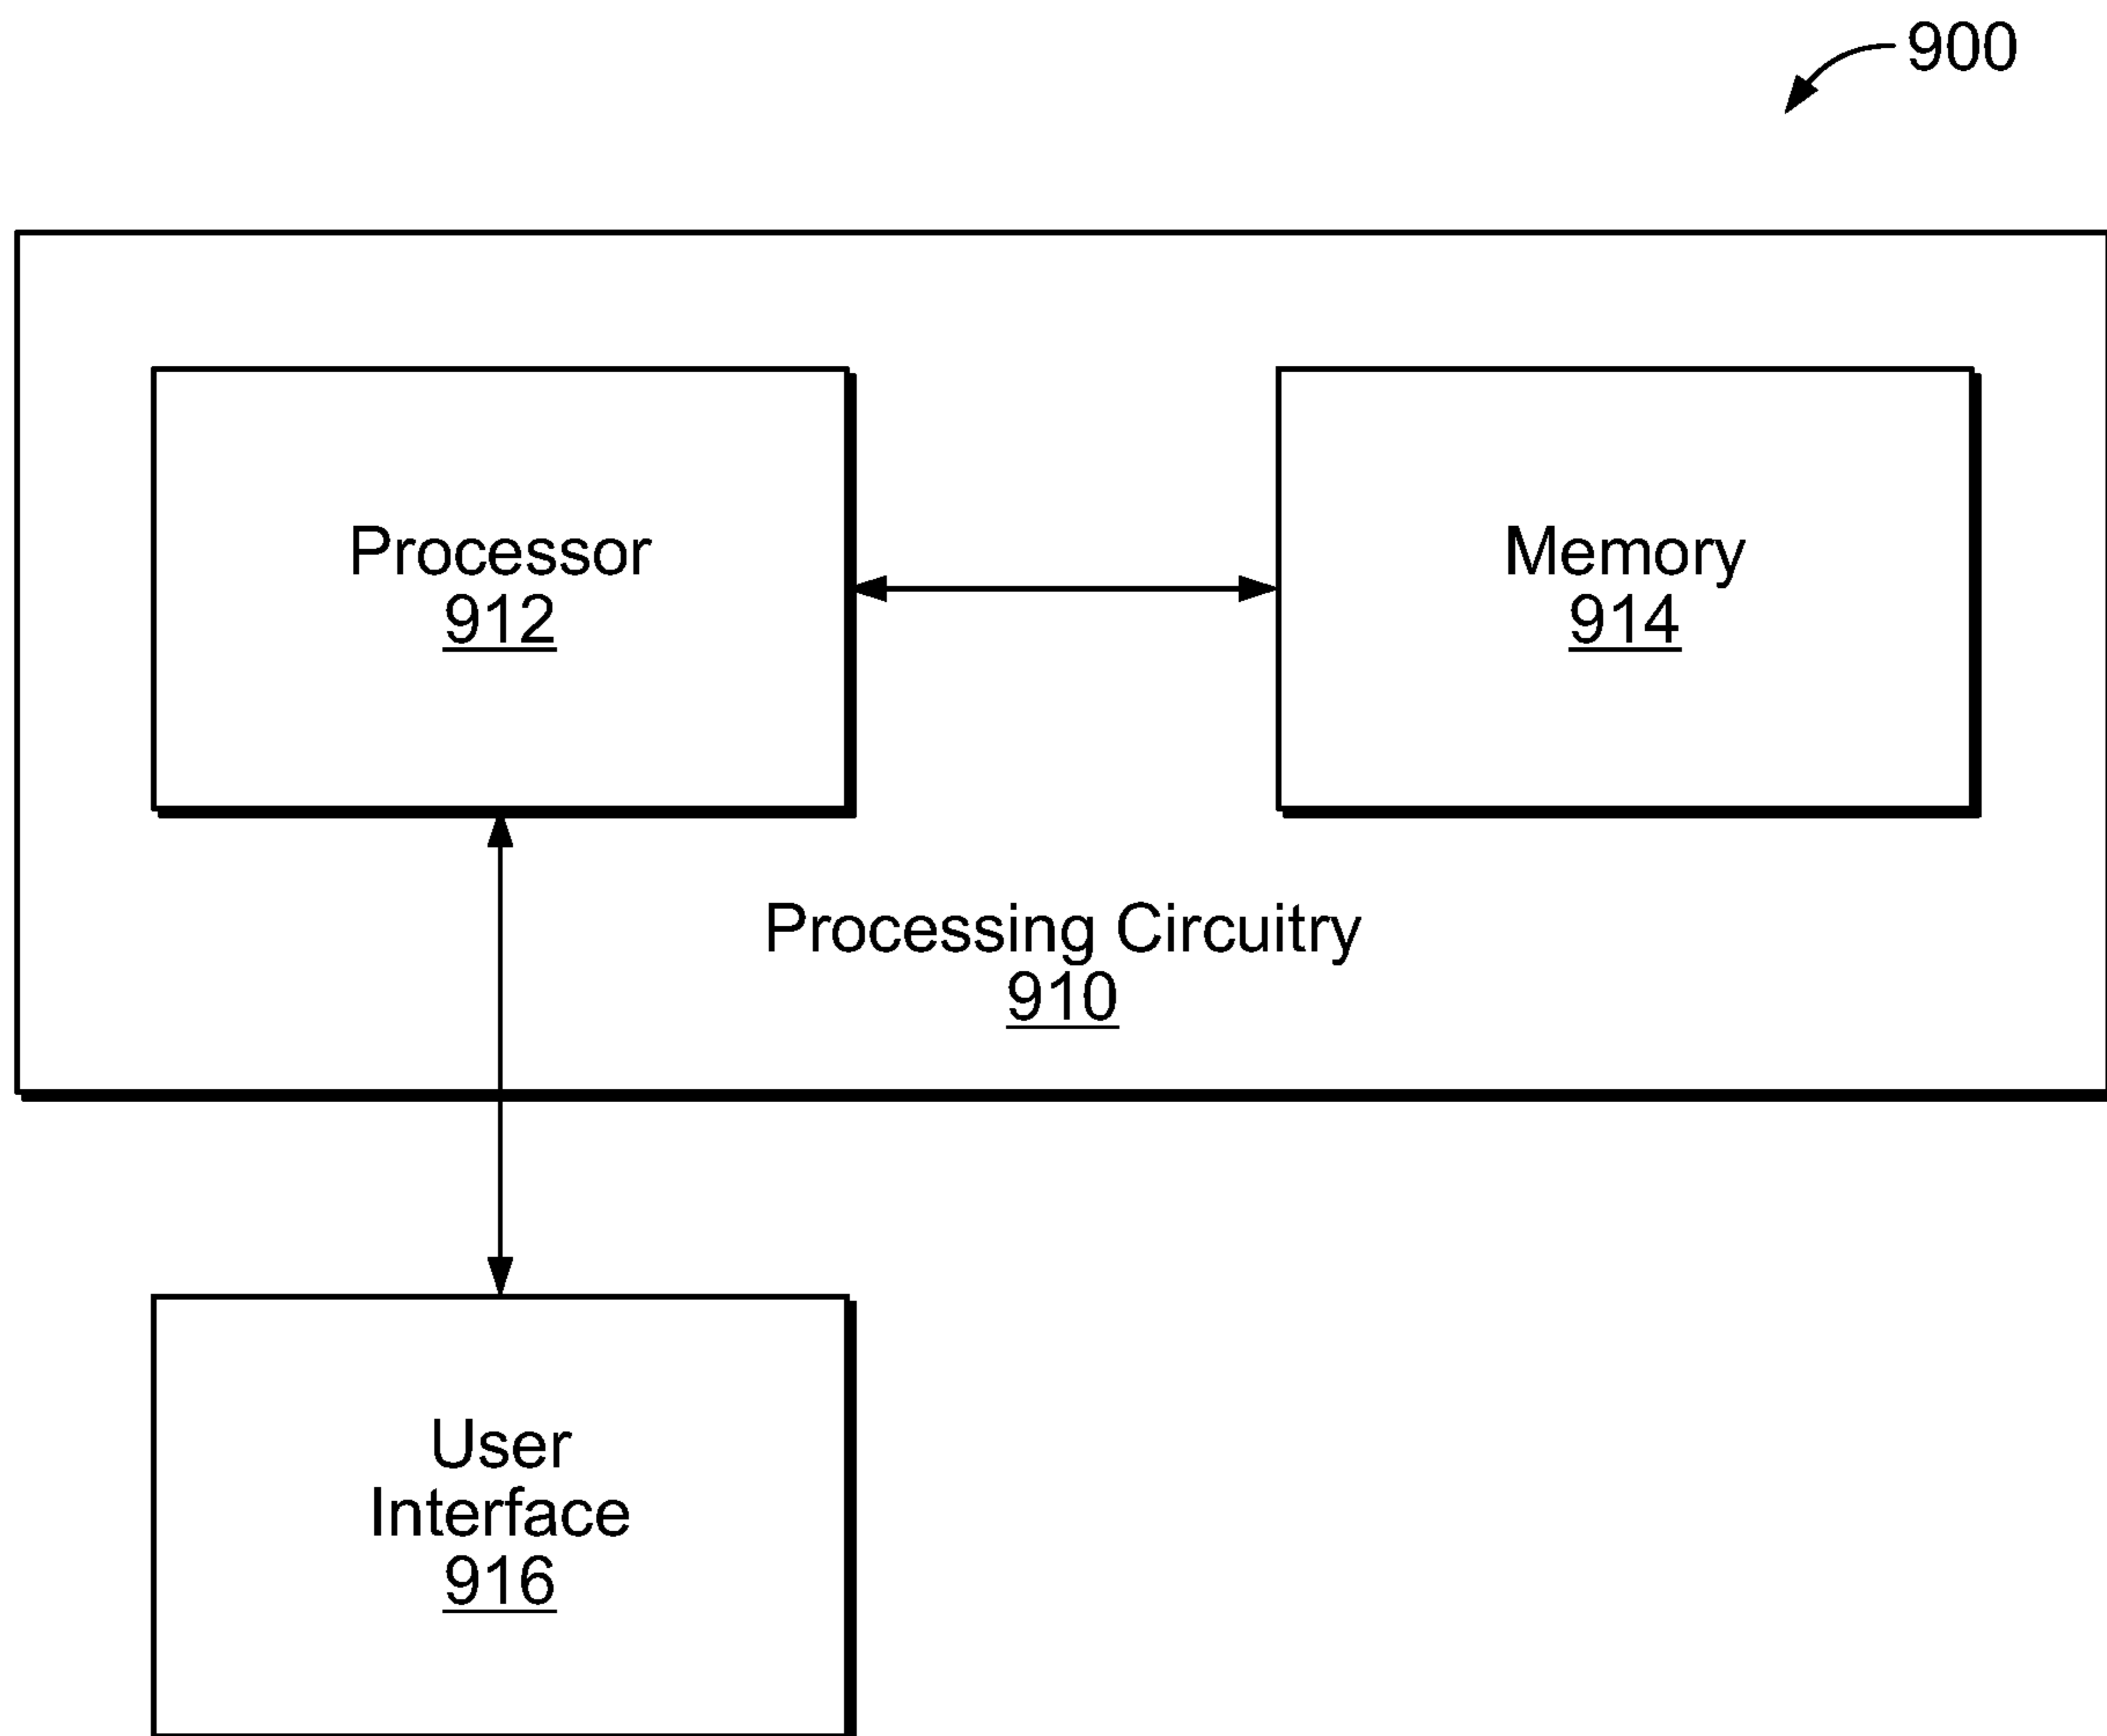 900
Processor
912
Memory
914
Processing Circuitry
910
User
Interface
916